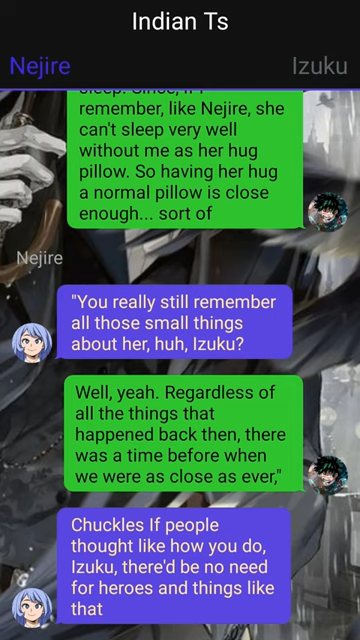 Indian Ts
Nejire
Izuku
sleep. Since, if I
remember, like Nejire, she
can't sleep very well
without me as her hug
pillow. So having her hug
a normal pillow is close
enough... sort of
Nejire
"You really still remember
all those small things
about her, huh, Izuku?
Well, yeah. Regardless of
all the things that
happened back then, there
was a time before when
we were as close as ever,"
Chuckles If people
thought like how you do,
Izuku, there'd be no need
for heroes and things like
that